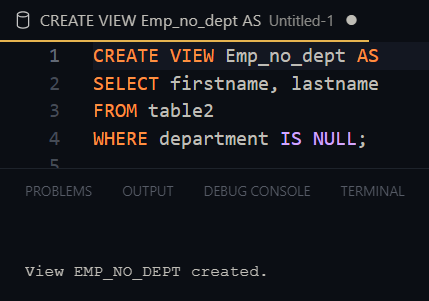 CREATE VIEW Emp_no_dept AS Untitled-1
1 CREATE VIEW Emp_no_dept AS
2 SELECT firstname, lastname
3 FROM table2
4 WHERE department IS NULL;
5
PROBLEMS OUTPUT DEBUG CONSOLE TERMINAL
View EMP_NO_DEPT created.